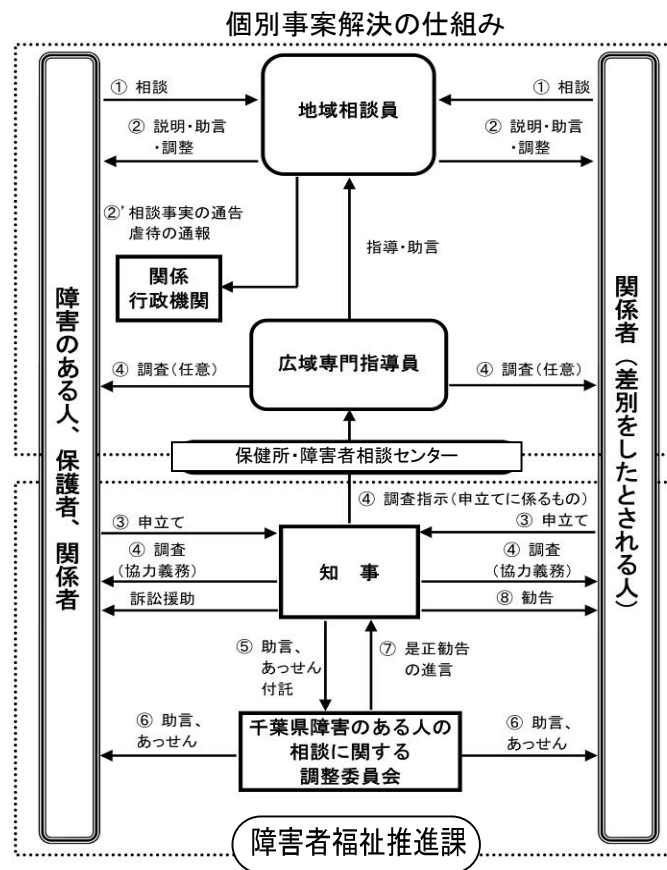 個別事案解決の仕組み
① 相談
地域相談員
① 相談
② 説明・助言
・調整
② 説明・助言
・調整
②' 相談事実の通告
虐待の通報
指導・助言
関係
行政機関
障害のある人、保護者、関係者
関係者（差別をしたとされる人）
広域専門指導員
④ 調査(任意)
④ 調査(任意)
保健所・障害者相談センター
④ 調査指示(申立てに係るもの)
③ 申立て
③ 申立て
④ 調査
(協力義務)
知　事
④ 調査
(協力義務)
訴訟援助
⑧ 勧告
⑤ 助言、
あっせん
付託
⑦ 是正勧告
の進言
⑥ 助言、
あっせん
千葉県障害のある人の
相談に関する
調整委員会
⑥ 助言、
あっせん
障害者福祉推進課